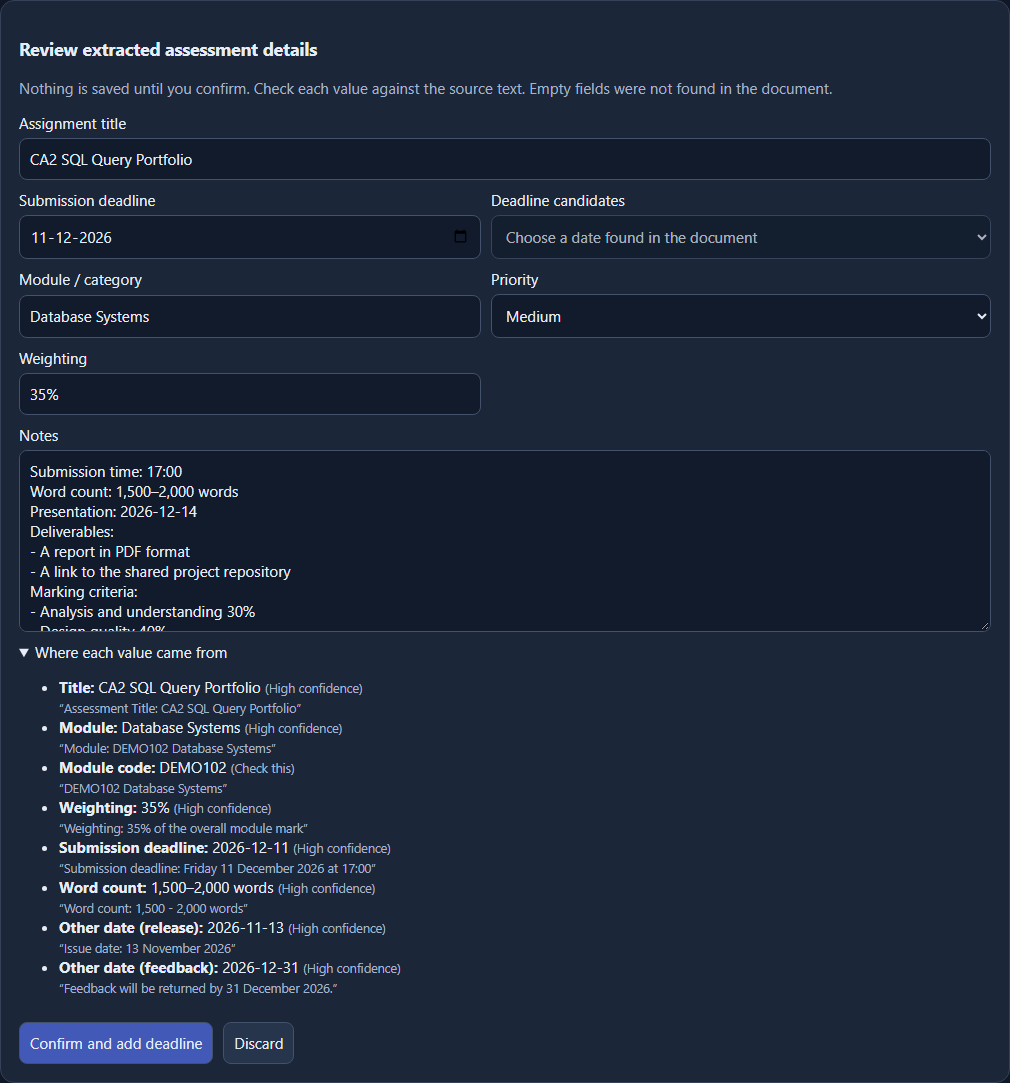 Review extracted assessment details
Nothing is saved until you confirm. Check each value against the source text. Empty fields were not found in the document.
Assignment title
CA2 SQL Query Portfolio
Submission deadline
Deadline candidates
11-12-2026
Choose a date found in the document
Module / category
Priority
Database Systems
Medium
Weighting
35%
Notes
Submission time: 17:00
Word count: 1,500–2,000 words
Presentation: 2026-12-14
Deliverables:
- A report in PDF format
- A link to the shared project repository
Marking criteria:
- Analysis and understanding 30%
- Design quality 40%
▼ Where each value came from
• Title: CA2 SQL Query Portfolio (High confidence)
“Assessment Title: CA2 SQL Query Portfolio”
• Module: Database Systems (High confidence)
“Module: DEMO102 Database Systems”
• Module code: DEMO102 (Check this)
“DEMO102 Database Systems”
• Weighting: 35% (High confidence)
“Weighting: 35% of the overall module mark”
• Submission deadline: 2026-12-11 (High confidence)
“Submission deadline: Friday 11 December 2026 at 17:00”
• Word count: 1,500–2,000 words (High confidence)
“Word count: 1,500 - 2,000 words”
• Other date (release): 2026-11-13 (High confidence)
“Issue date: 13 November 2026”
• Other date (feedback): 2026-12-31 (High confidence)
“Feedback will be returned by 31 December 2026.”
Confirm and add deadline
Discard